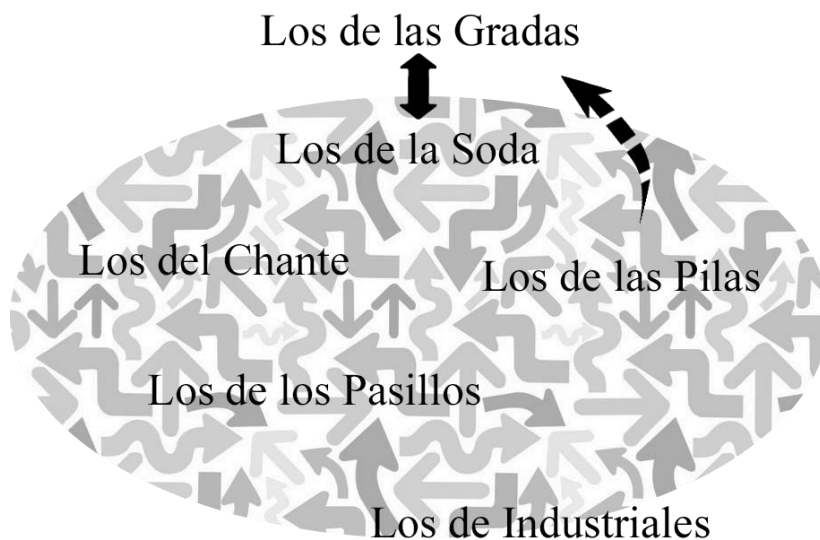 Los de las Gradas
Los de la Soda
Los del Chante
Los de las Pilas
Los de los Pasillos
Los de Industriales